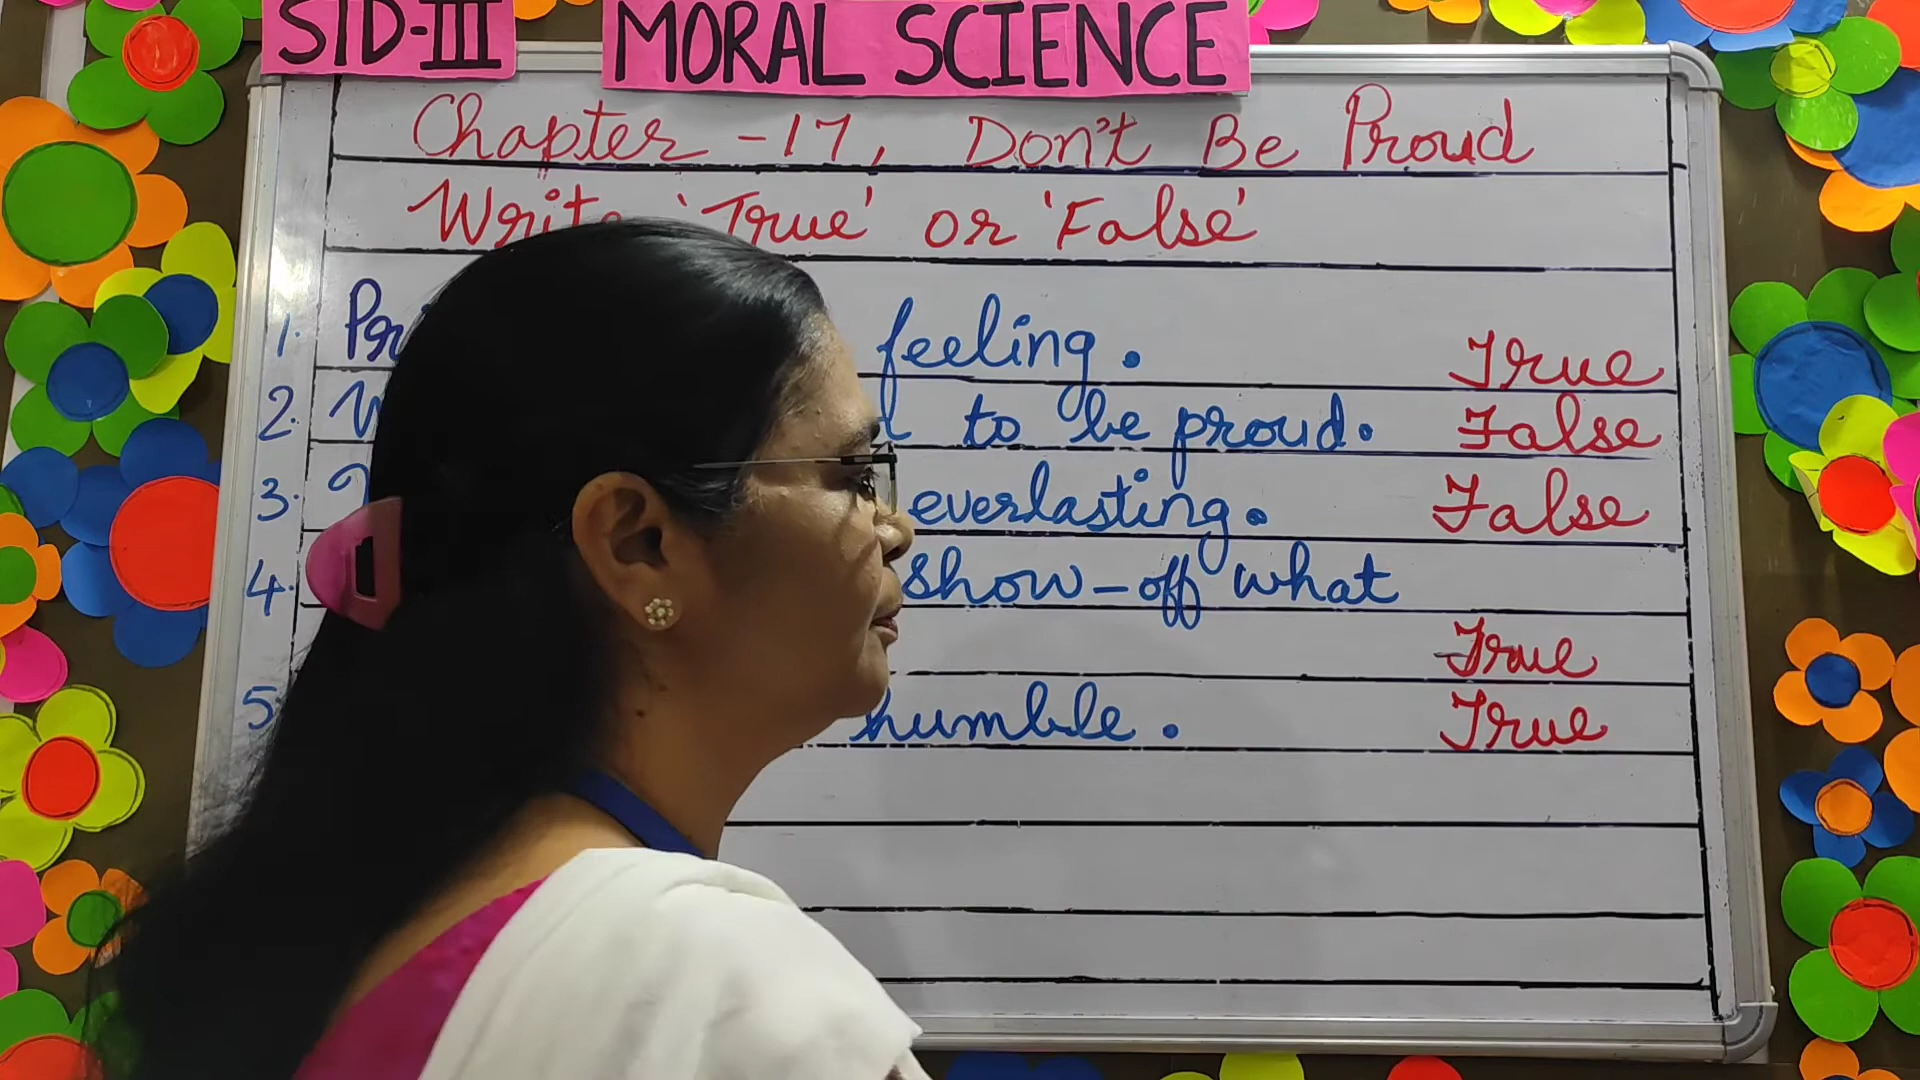 STD-III MORAL SCIENCE
Chapter -17, Don't Be Proud
Write 'True' or 'False'
1. feeling. True
2. to be proud. False
3. everlasting. False
4. show-off what
True
5. humble. True